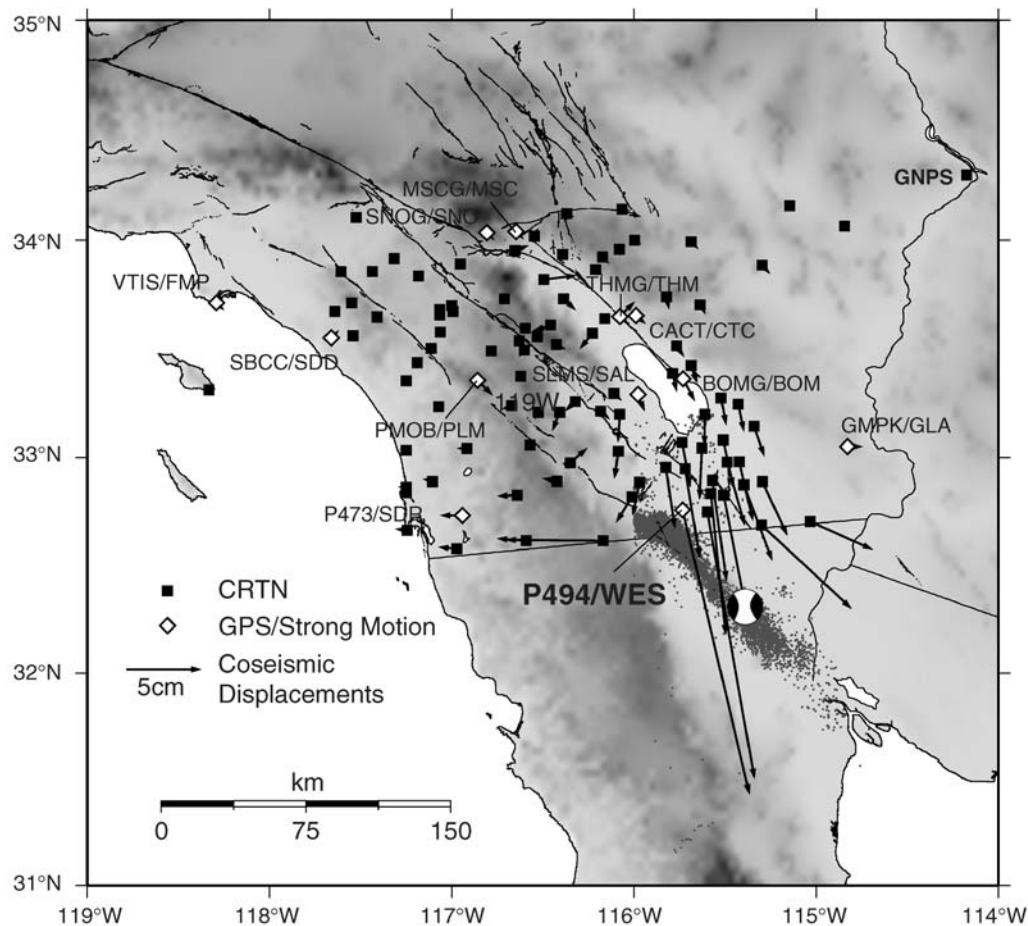 35°N
34°N
33°N
32°N
31°N
119°W
118°W
117°W
116°W
115°W
114°W
MSCG/MSC
SNOG/SNO
GNPS
VTIS/FMP
THMG/THM
CACT/CTC
SBCC/SDD
SLMS/SAL
BOMG/BOM
119W
PMOB/PLM
GMPK/GLA
P473/SDR
P494/WES
CRTN
GPS/Strong Motion
Coseismic
5cm
Displacements
km
0
75
150